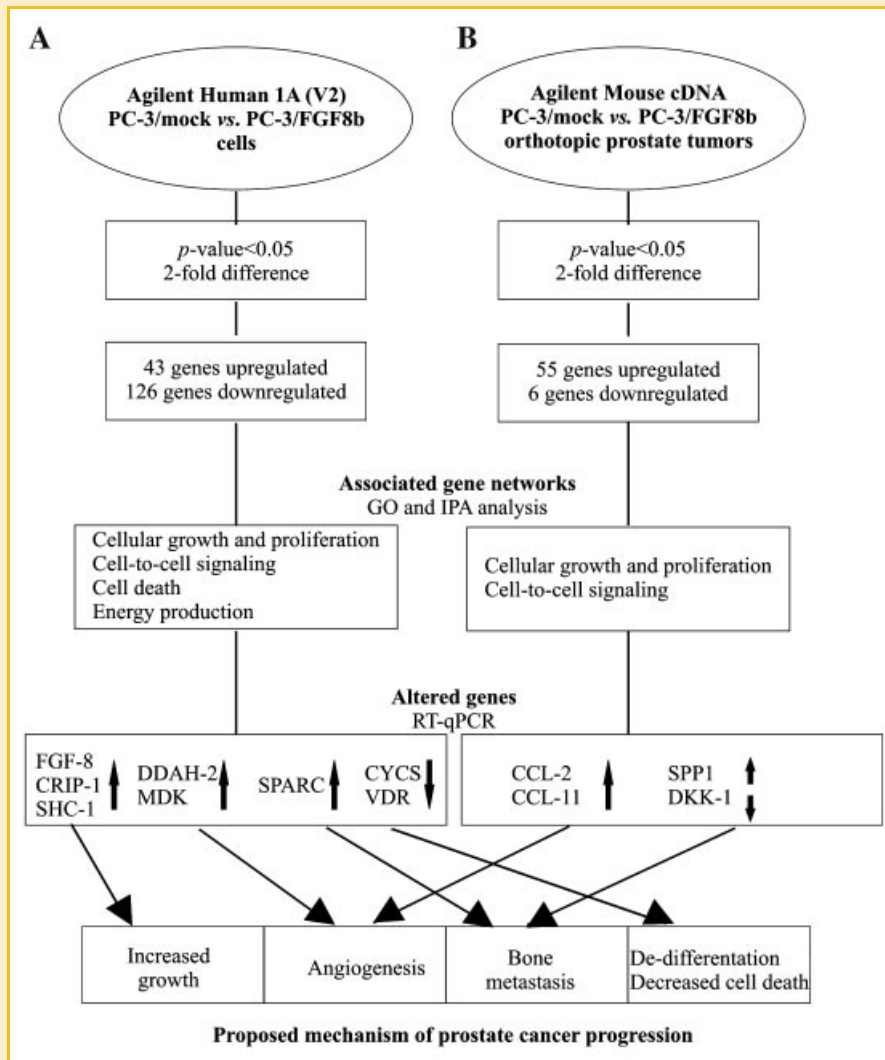 A
Agilent Human 1A (V2)
PC-3/mock vs. PC-3/FGF8b
cells
p-value<0.05
2-fold difference
43 genes upregulated
126 genes downregulated
B
Agilent Mouse cDNA
PC-3/mock vs. PC-3/FGF8b
orthotopic prostate tumors
p-value<0.05
2-fold difference
55 genes upregulated
6 genes downregulated
Associated gene networks
GO and IPA analysis
Cellular growth and proliferation
Cell-to-cell signaling
Cell death
Energy production
Cellular growth and proliferation
Cell-to-cell signaling
Altered genes
RT-qPCR
FGF-8
CRIP-1
SHC-1
DDAH-2
MDK
SPARC
CYCS
VDR
CCL-2
CCL-11
SPP1
DKK-1
Increased
growth
Angiogenesis
Bone
metastasis
De-differentation
Decreased cell death
Proposed mechanism of prostate cancer progression